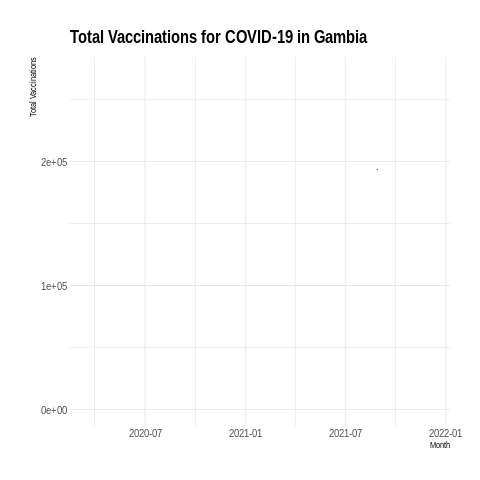 Total Vaccinations for COVID-19 in Gambia
Total Vaccinations
2e+05
1e+05
0e+00
2020-07
2021-01
2021-07
2022-01
Month